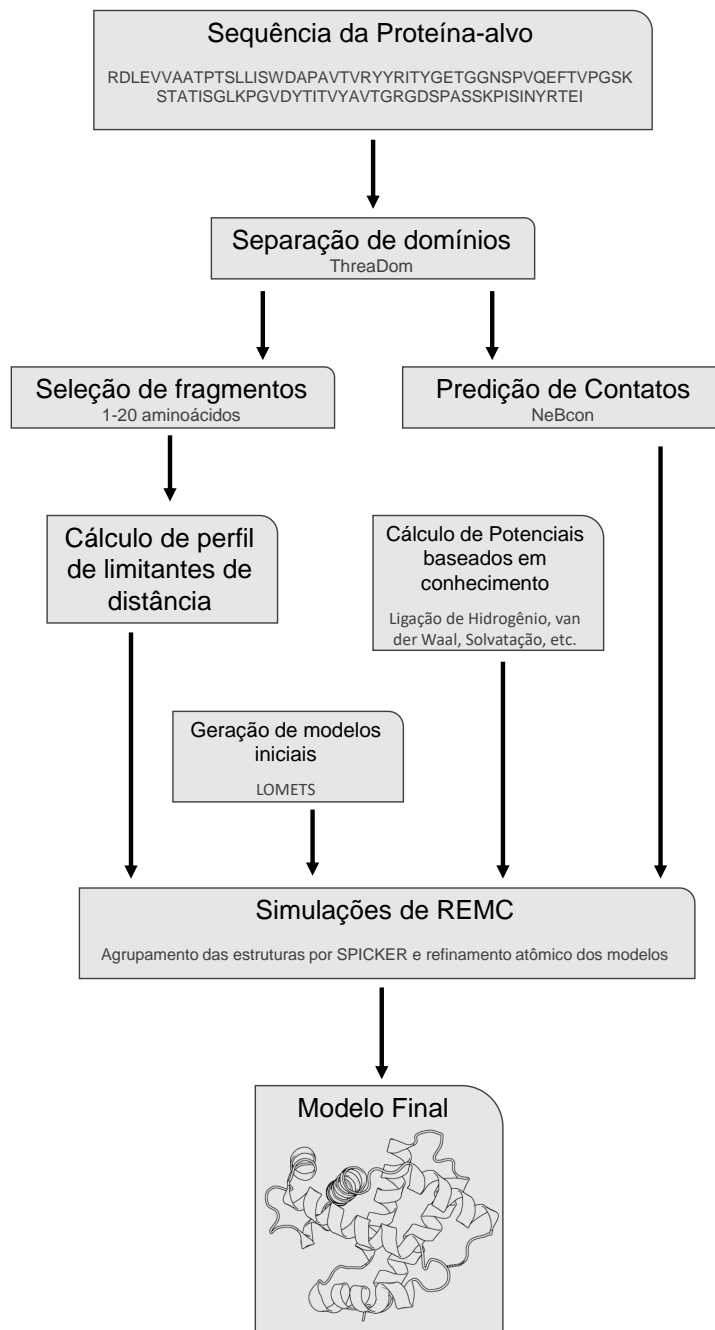 Sequência da Proteína-alvo
RDLEVVAATPTSLLISWDAPAVTVRYYRITYGETGGNSPVQEFTVPGSK
STATISGLKPGVDYTITVYAVTGRGDSPASSKPISINYRTEI
Separação de domínios
ThreaDom
Seleção de fragmentos
1-20 aminoácidos
Predição de Contatos
NeBcon
Cálculo de perfil
de limitantes de
distância
Cálculo de Potenciais
baseados em
conhecimento
Ligação de Hidrogênio, van
der Waal, Solvatação, etc.
Geração de modelos
iniciais
LOMETS
Simulações de REMC
Agrupamento das estruturas por SPICKER e refinamento atômico dos modelos
Modelo Final